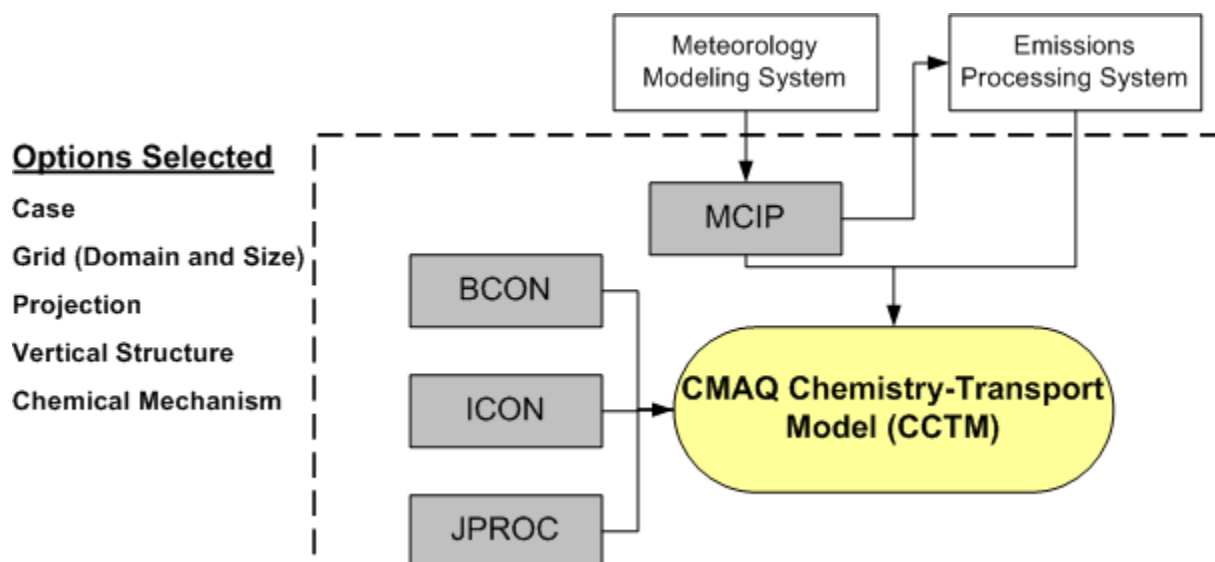 Meteorology
Modeling System
Emissions
Processing System
Options Selected
Case
Grid (Domain and Size)
Projection
Vertical Structure
Chemical Mechanism
MCIP
BCON
ICON
JPROC
CMAQ Chemistry-Transport
Model (CCTM)